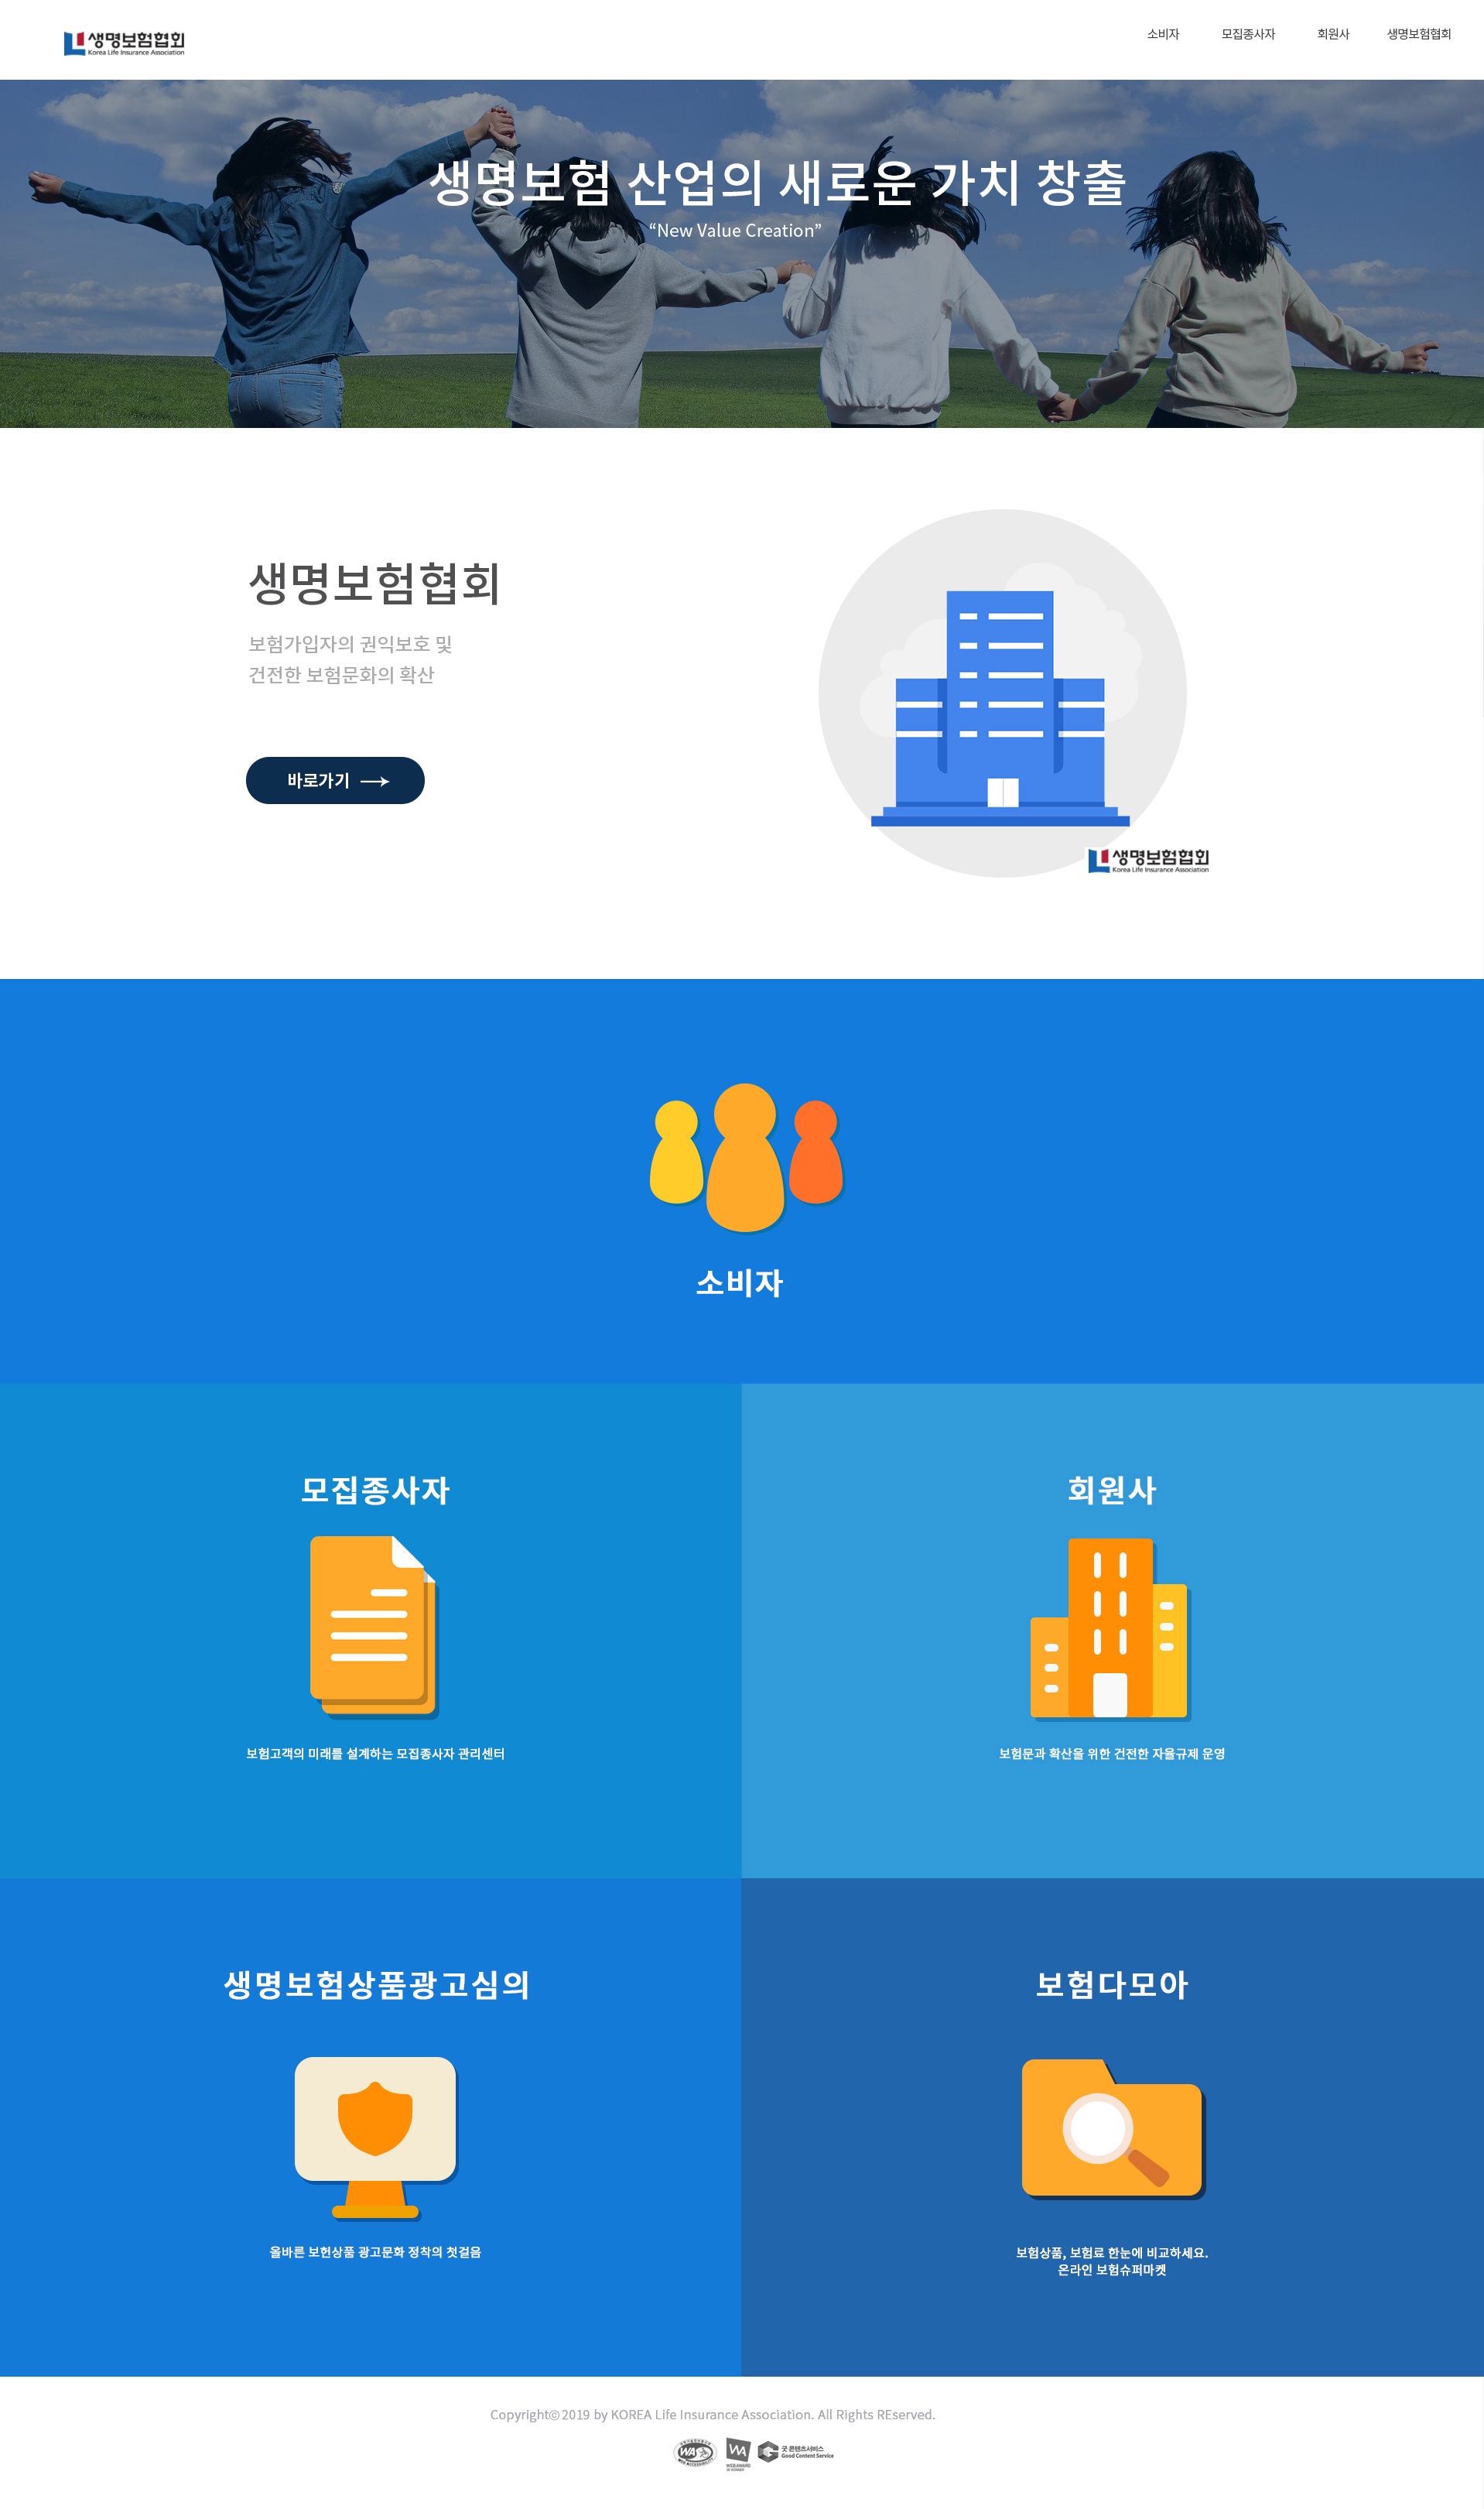 생명보험협회
Korea Life Insurance Association
소비자 모집종사자 회원사 생명보험협회
생명보험 산업의 새로운 가치 창출
“New Value Creation”
생명보험협회
보험가입자의 권익보호 및
건전한 보험문화의 확산
바로가기
생명보험협회
Korea Life Insurance Association
소비자
모집종사자
보험고객의 미래를 설계하는 모집종사자 관리센터
회원사
보험문과 확산을 위한 건전한 자율규제 운영
생명보험상품광고심의
올바른 보헌상품 광고문화 정착의 첫걸음
보험다모아
보험상품, 보험료 한눈에 비교하세요.
온라인 보험슈퍼마켓
Copyright© 2019 by KOREA Life Insurance Association. All Rights REserved.
WA
WA
WEB AWARD
굿 콘텐츠서비스
Good Content Service